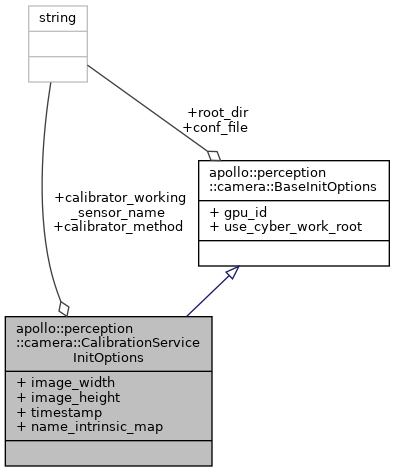 string
+root_dir
+conf_file
apollo::perception
::camera::BaseInitOptions
+ gpu_id
+ use_cyber_work_root
+calibrator_working
_sensor_name
+calibrator_method
apollo::perception
::camera::CalibrationService
InitOptions
+ image_width
+ image_height
+ timestamp
+ name_intrinsic_map